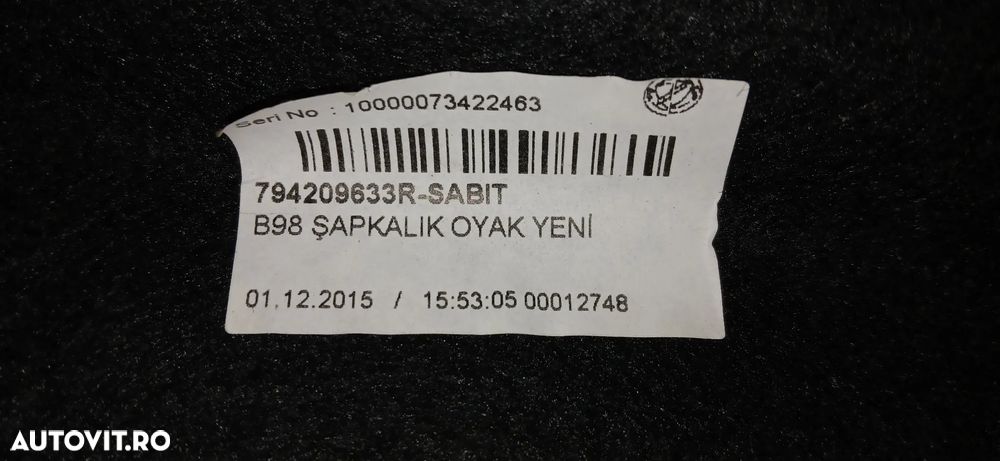 Seri No : 10000073422463
794209633R-SABIT
B98 ŞAPKALIK OYAK YENİ
01.12.2015 / 15:53:05 00012748
AUTOVIT.RO